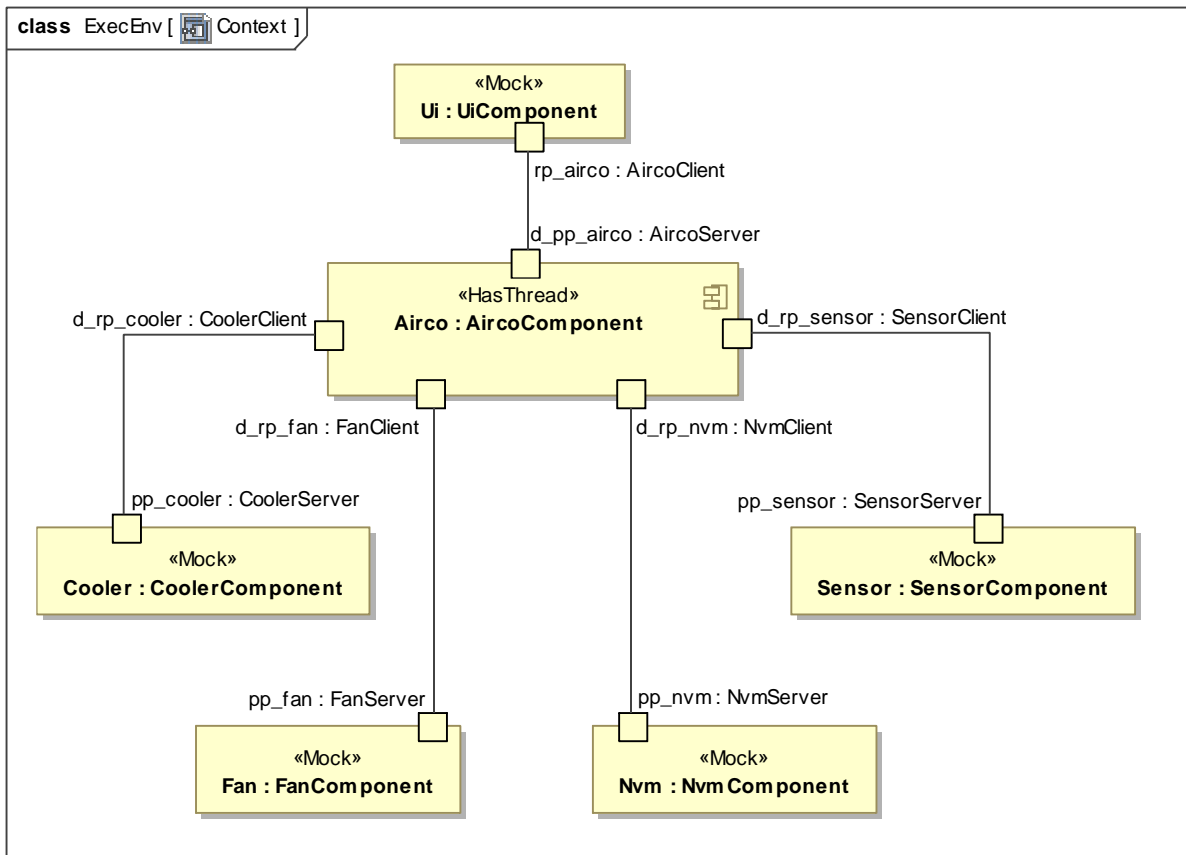 class ExecEnv [ Context ]
«Mock»
Ui : UiComponent
rp_airco : AircoClient
d_pp_airco : AircoServer
«HasThread»
Airco : AircoComponent
d_rp_cooler : CoolerClient
d_rp_sensor : SensorClient
d_rp_fan : FanClient
d_rp_nvm : NvmClient
pp_cooler : CoolerServer
pp_sensor : SensorServer
«Mock»
Cooler : CoolerComponent
«Mock»
Sensor : SensorComponent
pp_fan : FanServer
pp_nvm : NvmServer
«Mock»
Fan : FanComponent
«Mock»
Nvm : NvmComponent